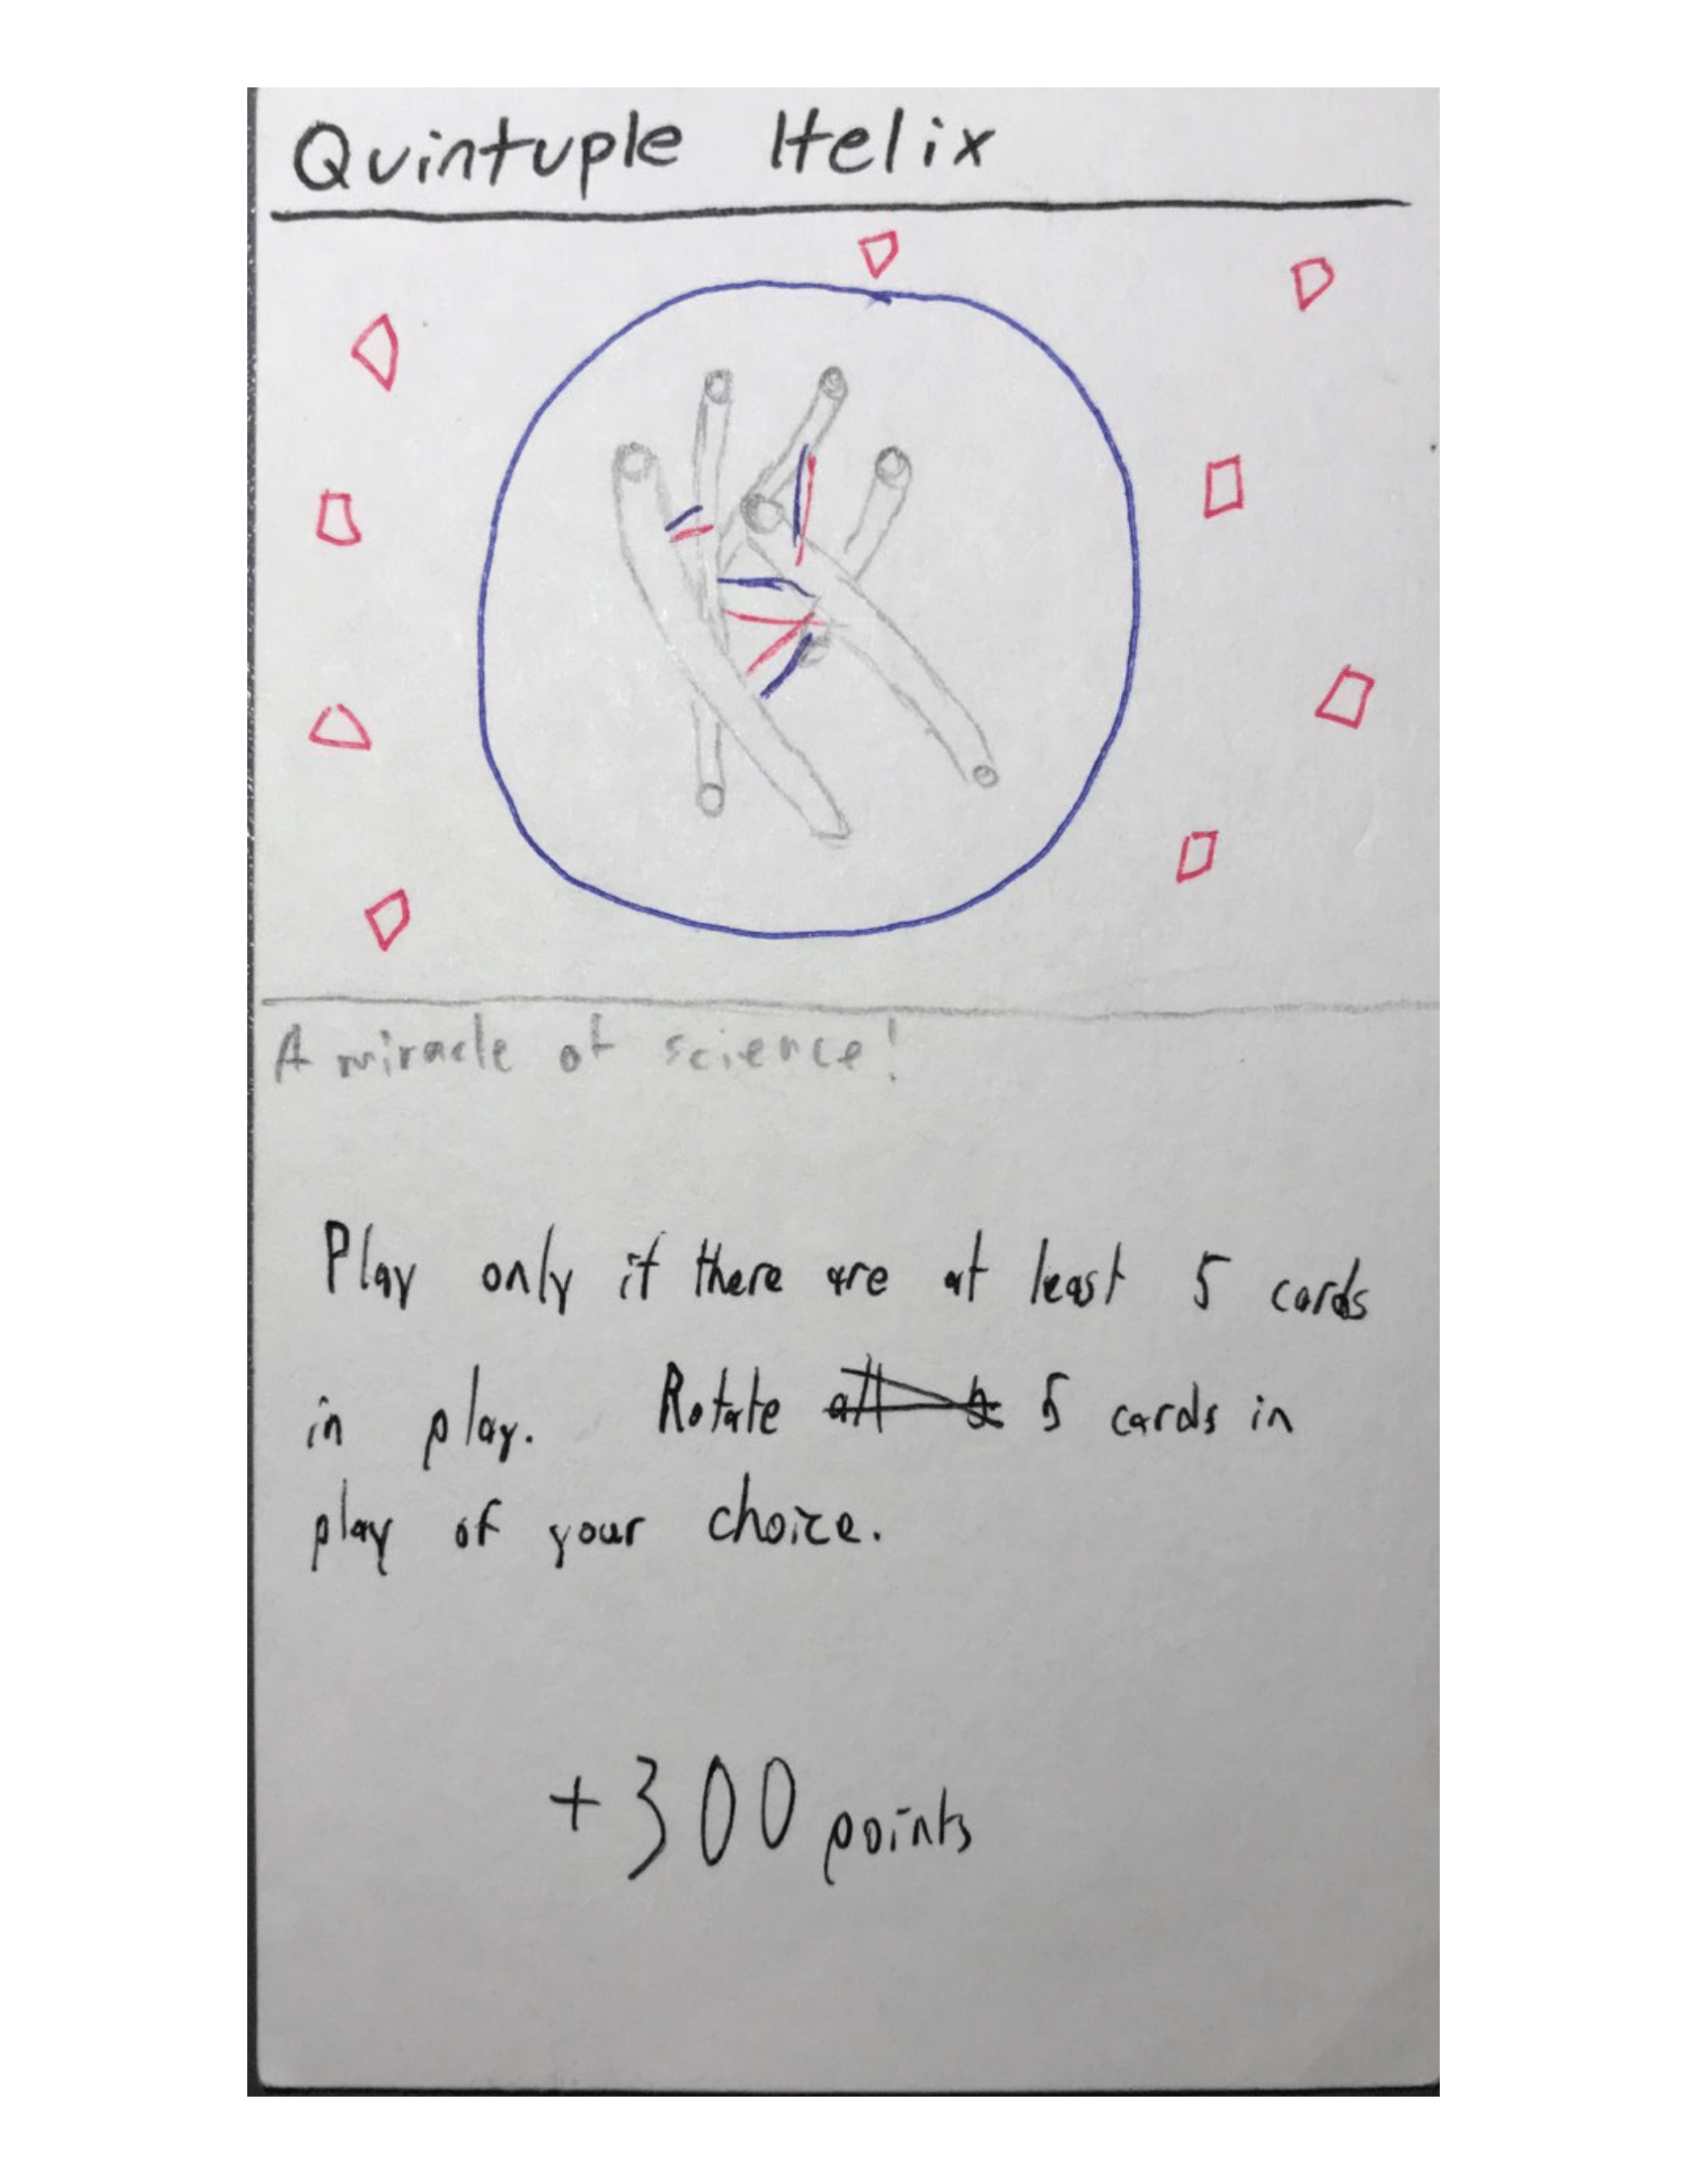 Quintuple Helix
A miracle of science!
Play only if there are at least 5 cards
in play. Rotate all 5 cards in
play of your choice.
+300 points